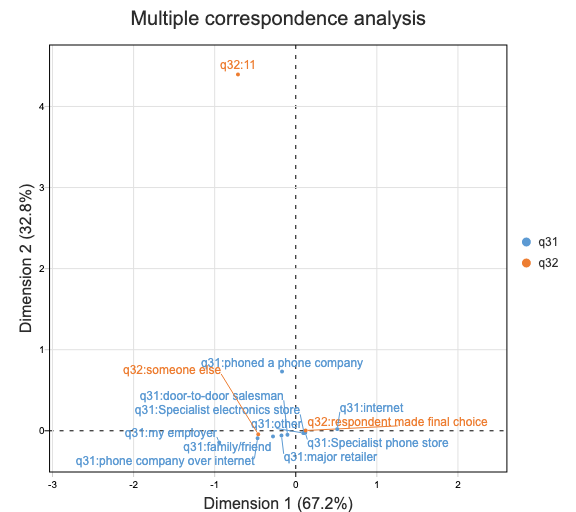 Multiple correspondence analysis
q32:11
4
3
2
1
0
Dimension 2 (32.8%)
q31:phoned a phone company
q32:someone else
q31:door-to-door salesman
q31:Specialist electronics store
q31:internet
q31:other
q32:respondent made final choice
q31:my employer
q31:family/friend
q31:Specialist phone store
q31:phone company over internet
q31:major retailer
-3 -2 -1 0 1 2
Dimension 1 (67.2%)
q31
q32